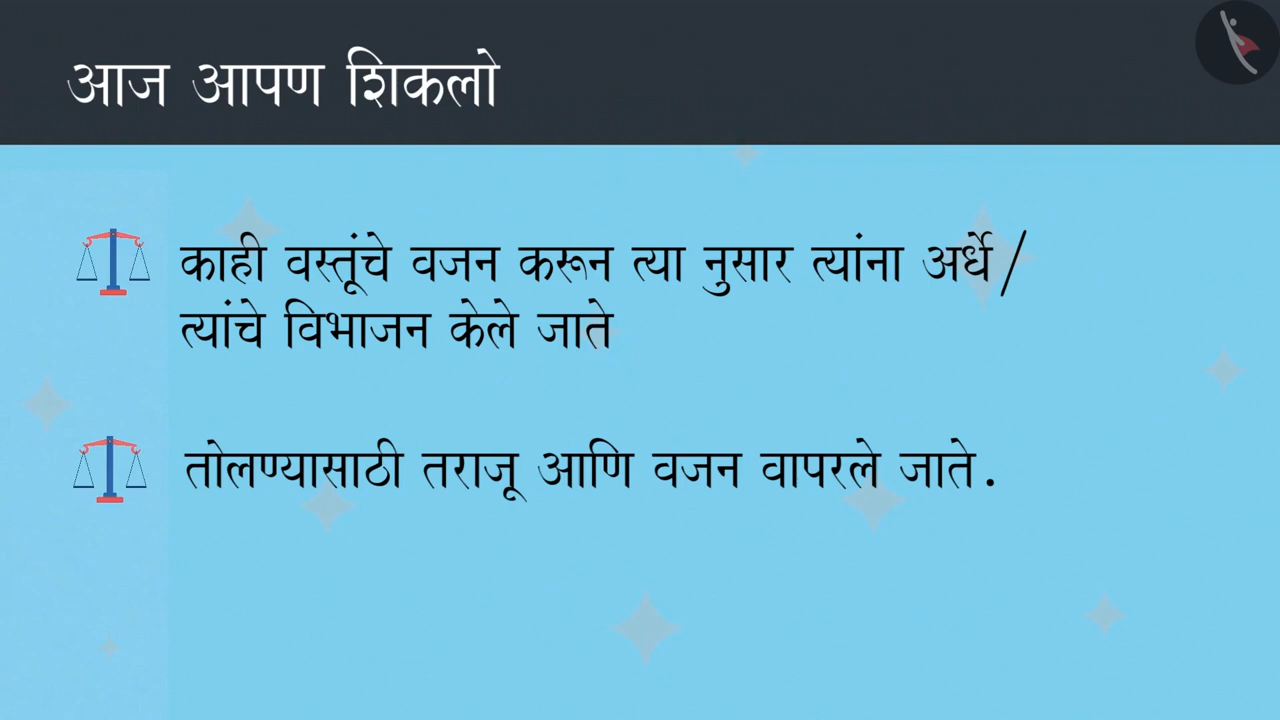 आज आपण शिकलो
काही वस्तूंचे वजन करून त्या नुसार त्यांना अर्धे/
त्यांचे विभाजन केले जाते
तोलण्यासाठी तराजू आणि वजन वापरले जाते.